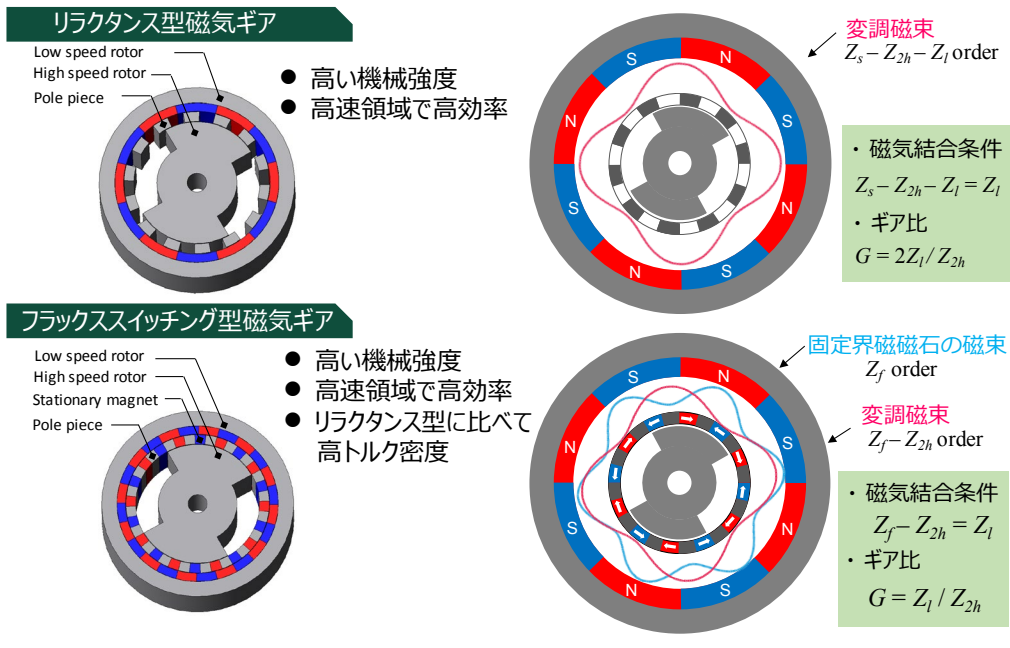 リラクタンス型磁気ギア
Low speed rotor
High speed rotor
Pole piece
● 高い機械強度
● 高速領域で高効率
変調磁束
Zs – Z2h – Zl order
S
N
N
S
S
N
N
S
・磁気結合条件
Zs – Z2h – Zl = Zl
・ギア比
G = 2Zl / Z2h
フラックススイッチング型磁気ギア
Low speed rotor
High speed rotor
Stationary magnet
Pole piece
● 高い機械強度
● 高速領域で高効率
● リラクタンス型に比べて
高トルク密度
固定界磁磁石の磁束
Zf order
変調磁束
Zf – Z2h order
S
N
N
S
S
N
N
S
・磁気結合条件
Zf – Z2h = Zl
・ギア比
G = Zl / Z2h